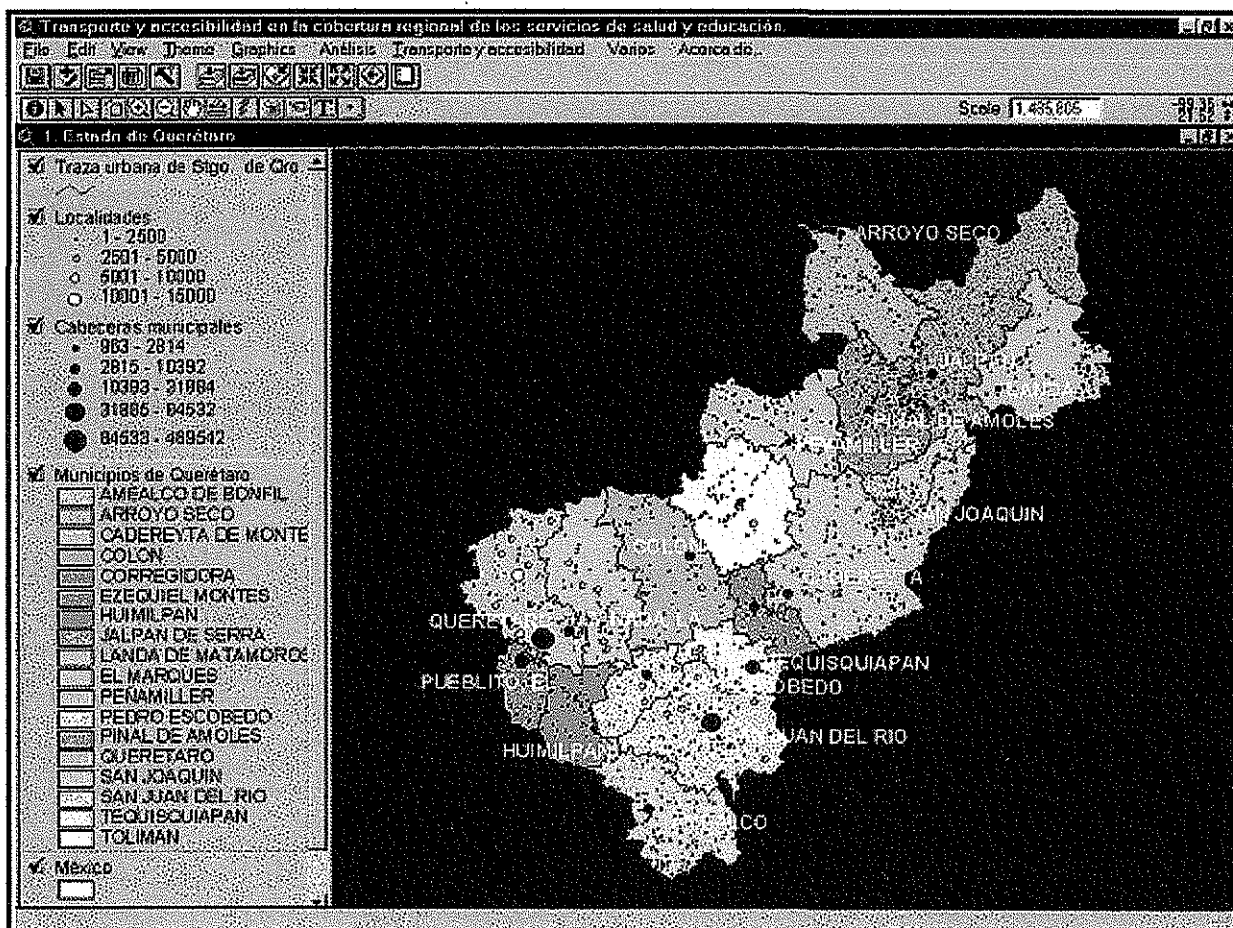 Transporte y accesibilidad en la cobertura regional de los servicios de salud y educación
File Edit View Theme Graphics Análisis Transporte y accesibilidad Varios Acerca de...
Scale 1,435,805
1. Estado de Querétaro
Traza urbana de Stgo. de Qro
Localidades
1 - 2500
2501 - 5000
5001 - 10000
10001 - 15000
Cabeceras municipales
963 - 2814
2815 - 10392
10393 - 31884
31885 - 84532
84533 - 469542
Municipios de Querétaro
AMEALCO DE BONFIL
ARROYO SECO
CADEREYTA DE MONTE
COLON
CORREGIDORA
EZEQUIEL MONTES
HUIMILPAN
JALPAN DE SERRA
LANDA DE MATAMOROS
EL MARQUES
PEÑAMILLER
PEDRO ESCOBEDO
PINAL DE AMOLES
QUERETARO
SAN JOAQUIN
SAN JUAN DEL RIO
TEQUISQUIAPAN
TOLIMAN
México
ARROYO SECO
PINAL DE AMOLES
JOAQUIN
QUERETARO
PUEBLITO
TEQUISQUIAPAN
OBEDO
JUAN DEL RIO
HUIMILPAN